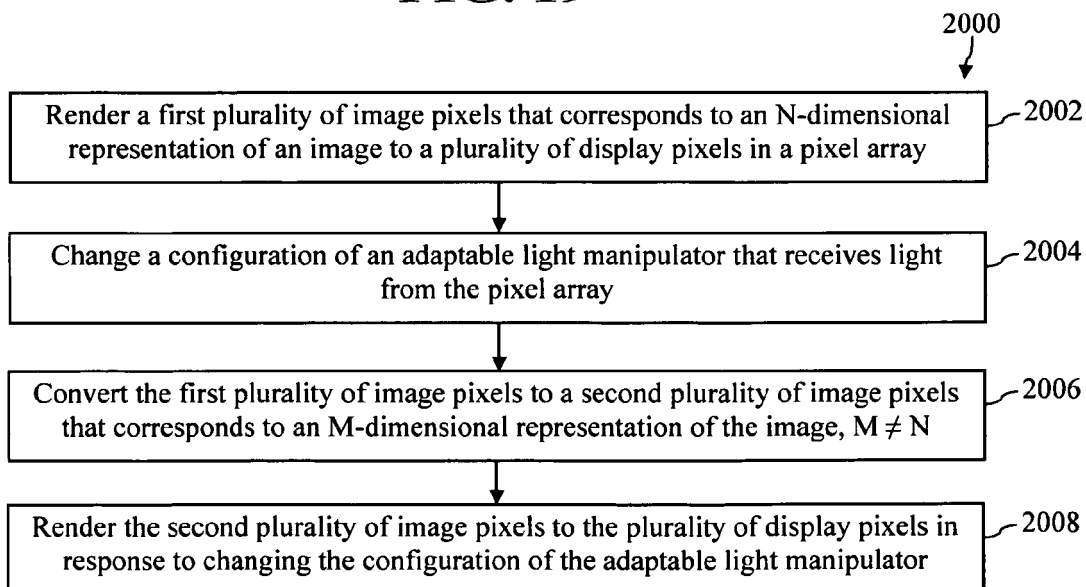 2000
Render a first plurality of image pixels that corresponds to an N-dimensional
representation of an image to a plurality of display pixels in a pixel array
2002
Change a configuration of an adaptable light manipulator that receives light
from the pixel array
2004
Convert the first plurality of image pixels to a second plurality of image pixels
that corresponds to an M-dimensional representation of the image, M ≠ N
2006
Render the second plurality of image pixels to the plurality of display pixels in
response to changing the configuration of the adaptable light manipulator
2008